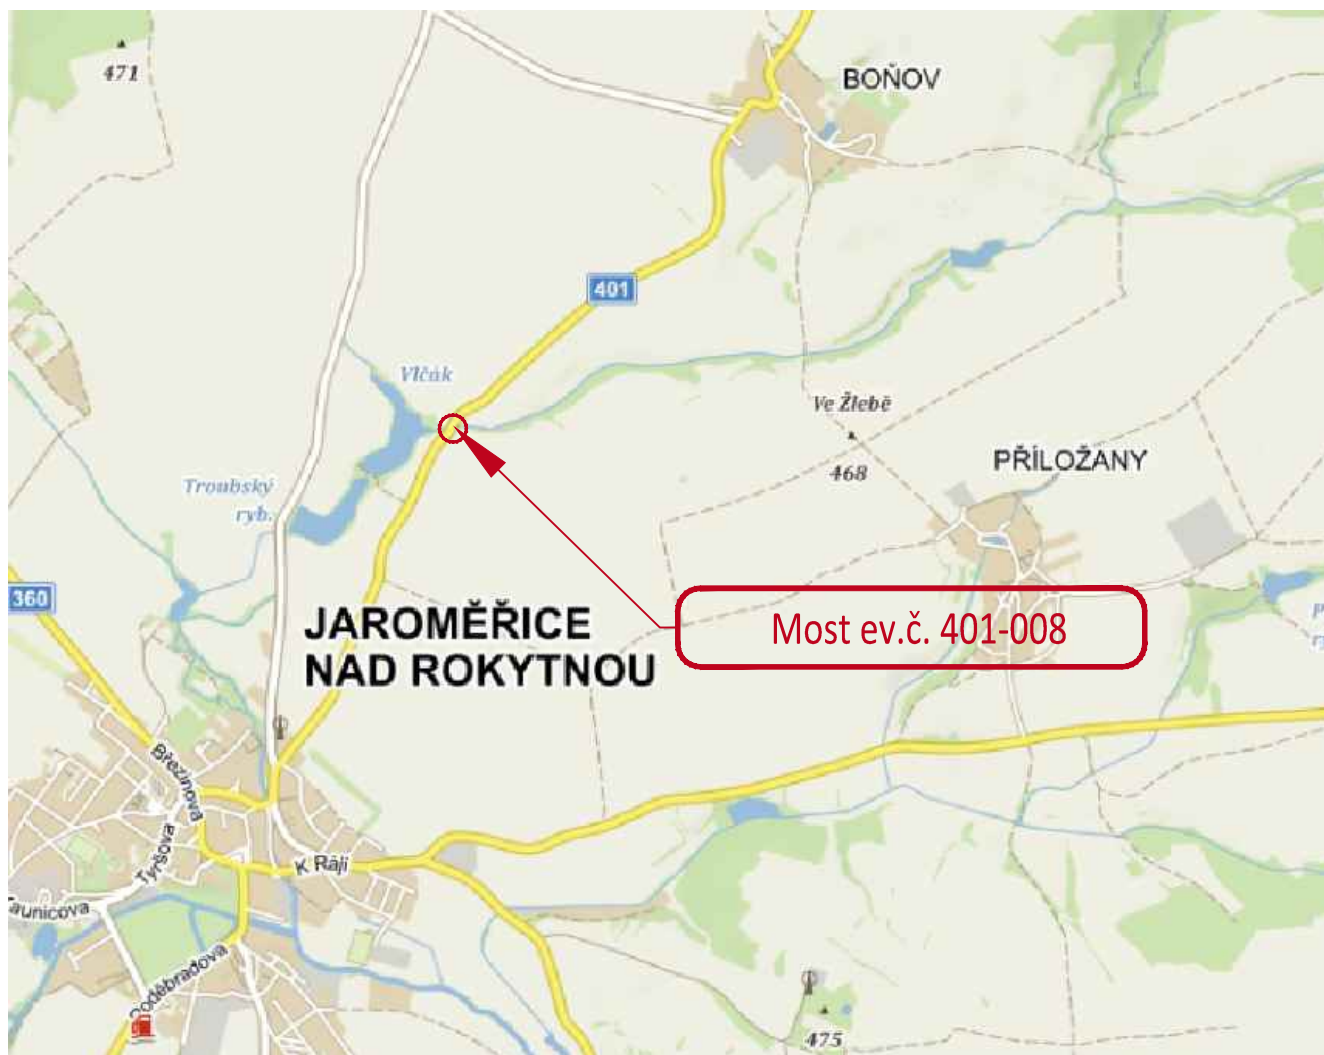 471
BOŇOV
401
Vlčák
Ve Žlebě
468
PŘÍLOŽANY
Troubský
ryb.
360
JAROMĚŘICE
NAD ROKYTNOU
Most ev.č. 401-008
Březinova
Tyršova
K Ráji
aunicova
Poděbradova
475